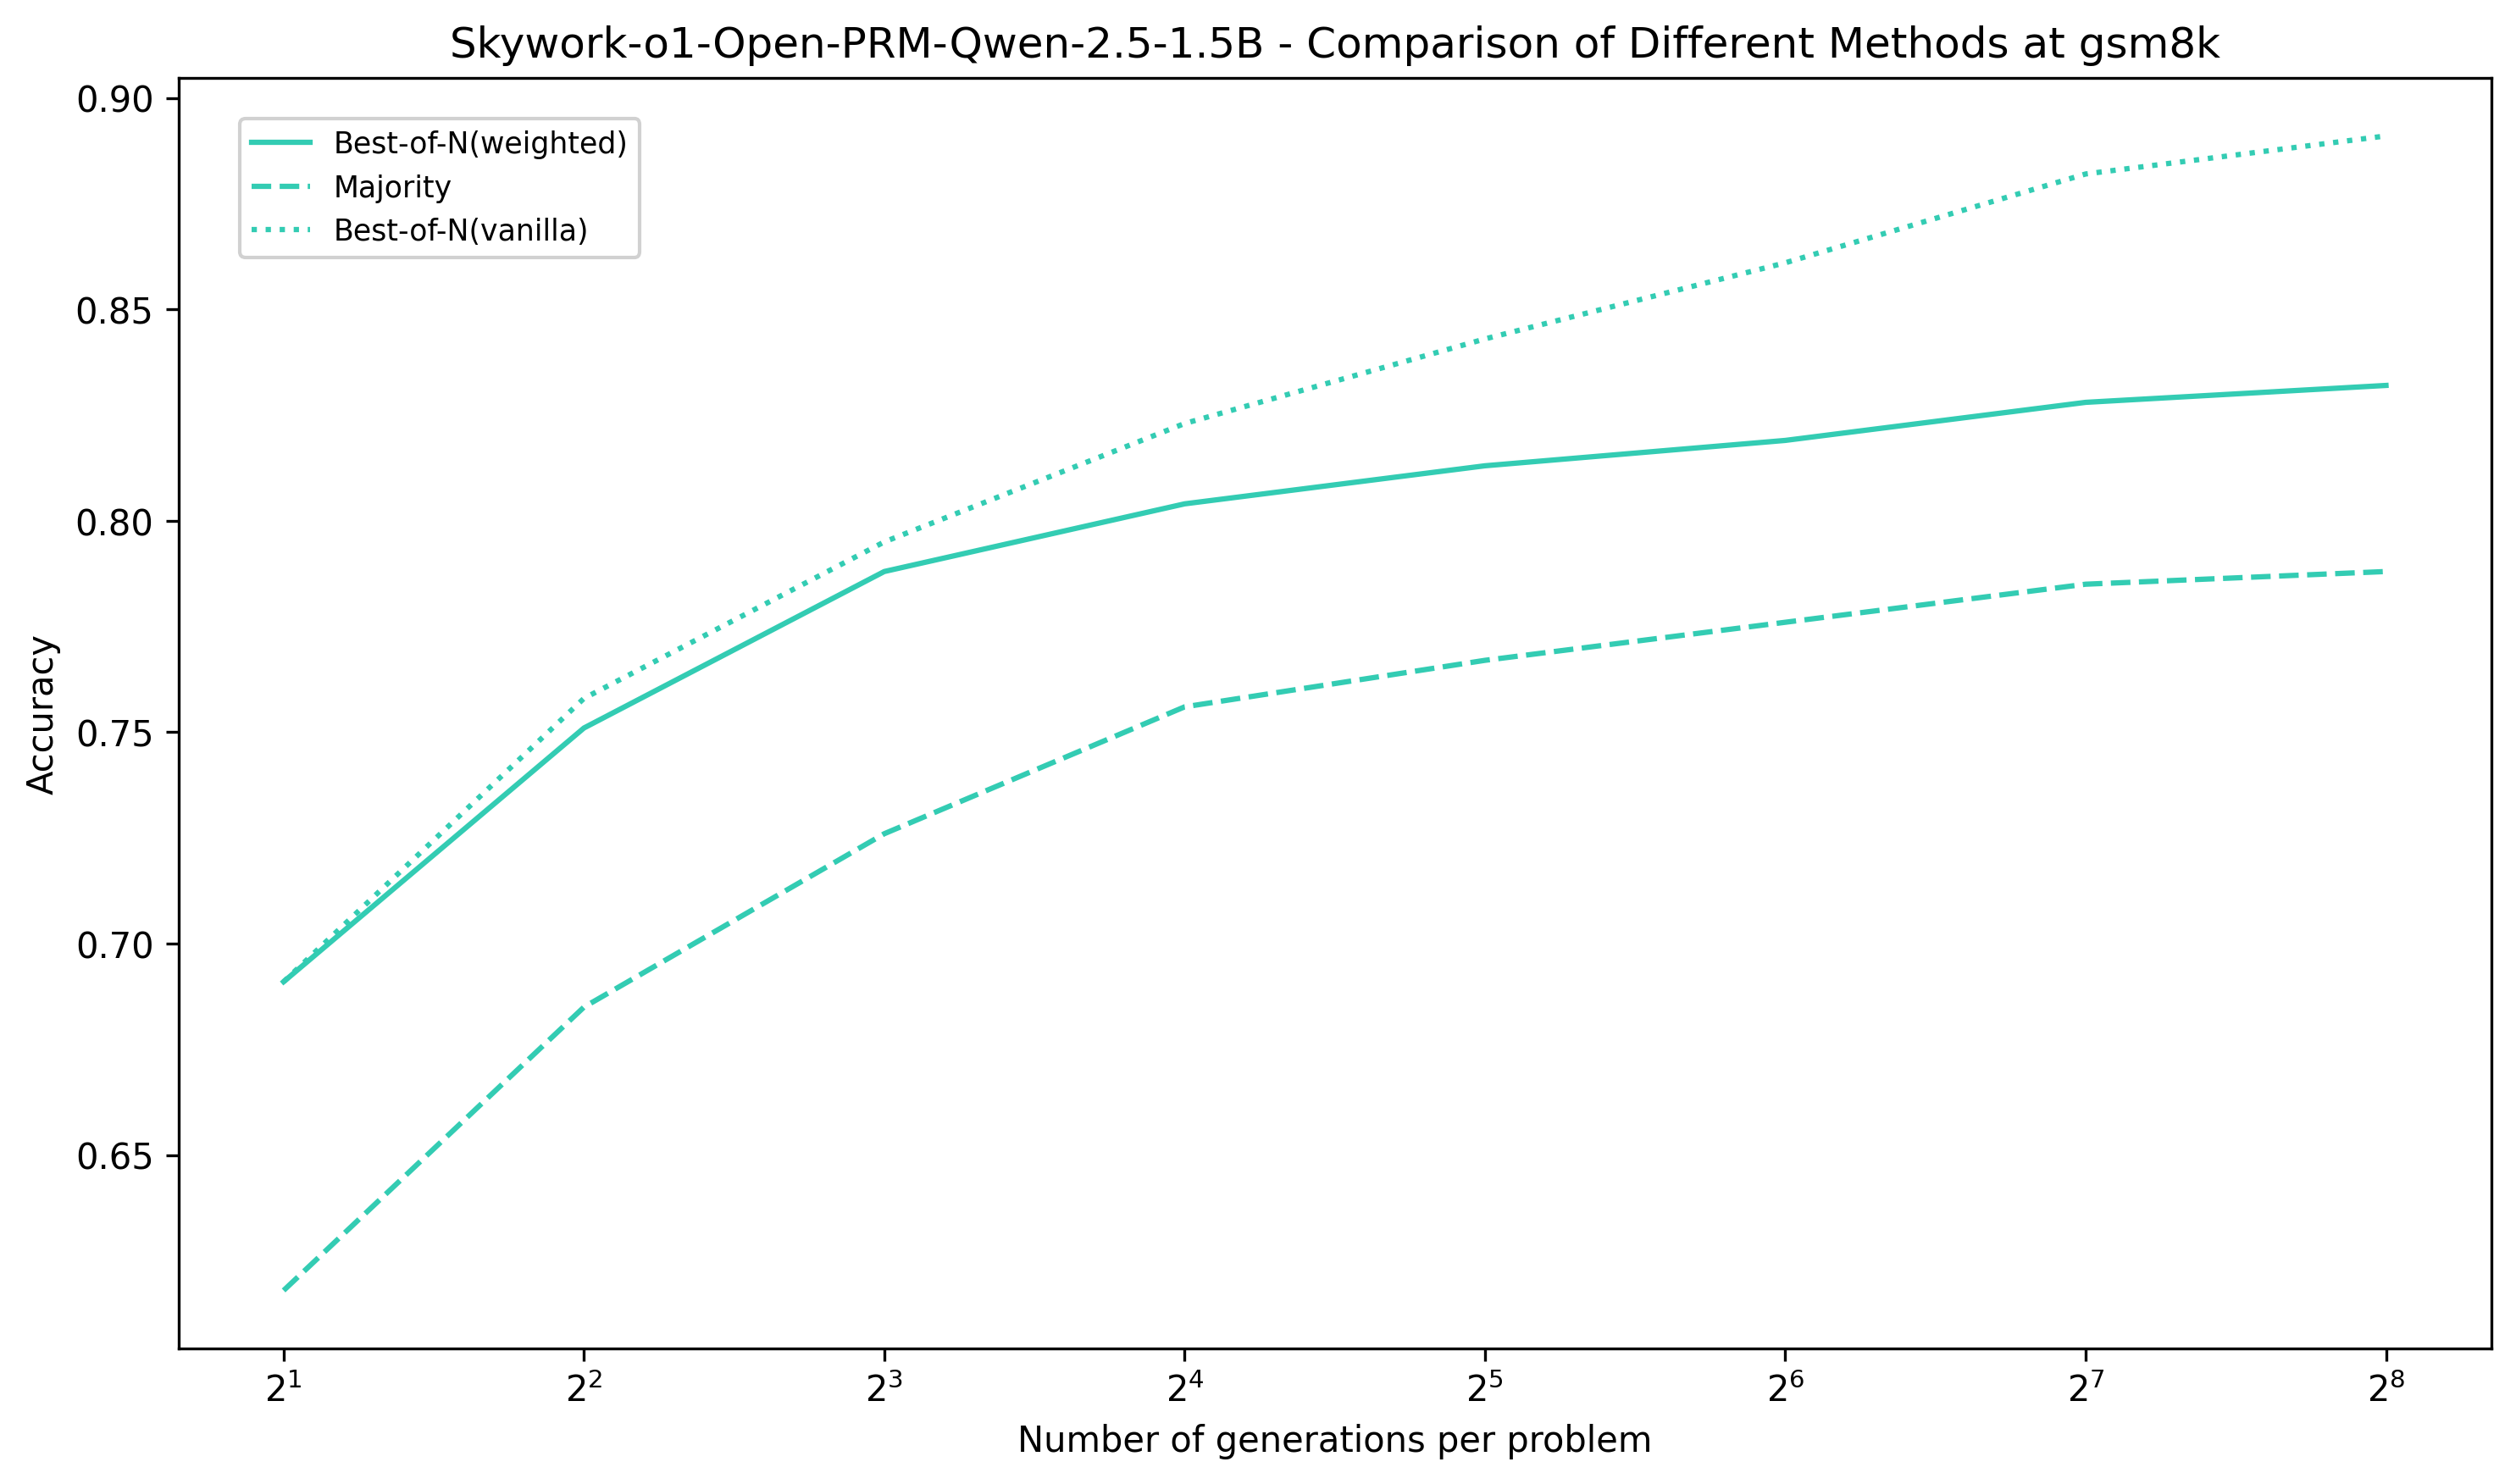 Skywork-o1-Open-PRM-Qwen-2.5-1.5B - Comparison of Different Methods at gsm8k
Best-of-N(weighted)
Majority
Best-of-N(vanilla)
Accuracy
0.90
0.85
0.80
0.75
0.70
0.65
2¹ 2² 2³ 2⁴ 2⁵ 2⁶ 2⁷ 2⁸
Number of generations per problem